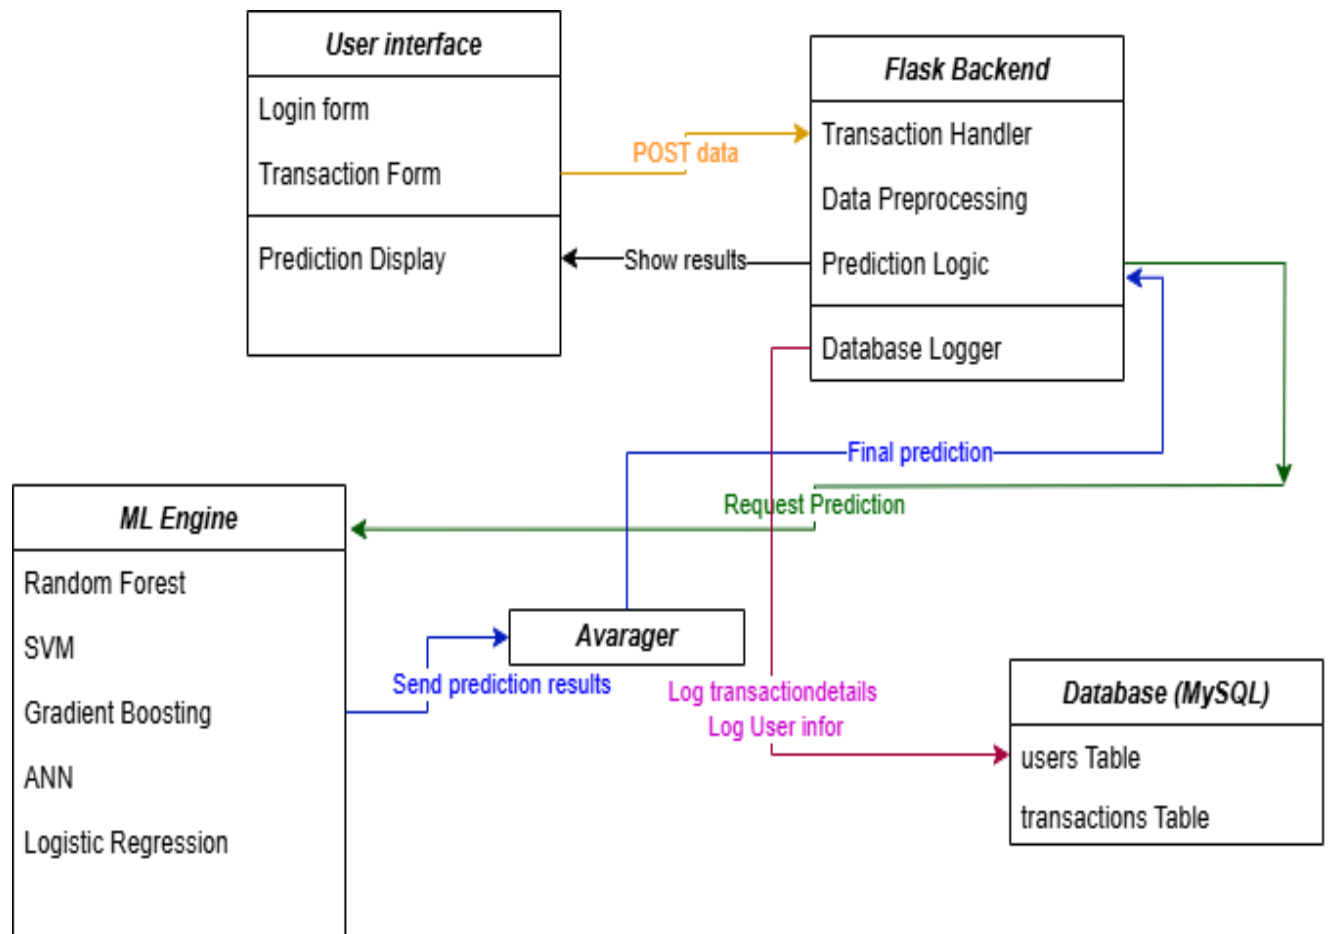 User interface
Login form
Transaction Form
Prediction Display
POST data
Show results
Flask Backend
Transaction Handler
Data Preprocessing
Prediction Logic
Database Logger
Final prediction
Request Prediction
ML Engine
Random Forest
SVM
Gradient Boosting
ANN
Logistic Regression
Send prediction results
Avarager
Log transactiondetails
Log User infor
Database (MySQL)
users Table
transactions Table